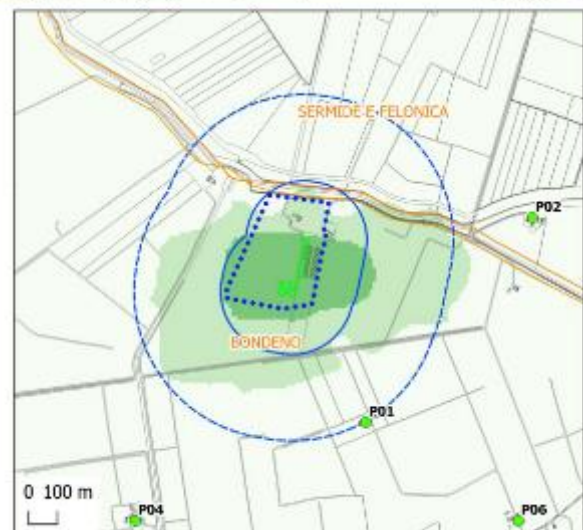 SERMIDE E FELONICA
P02
BONDENO
P01
0 100 m
P04
P06